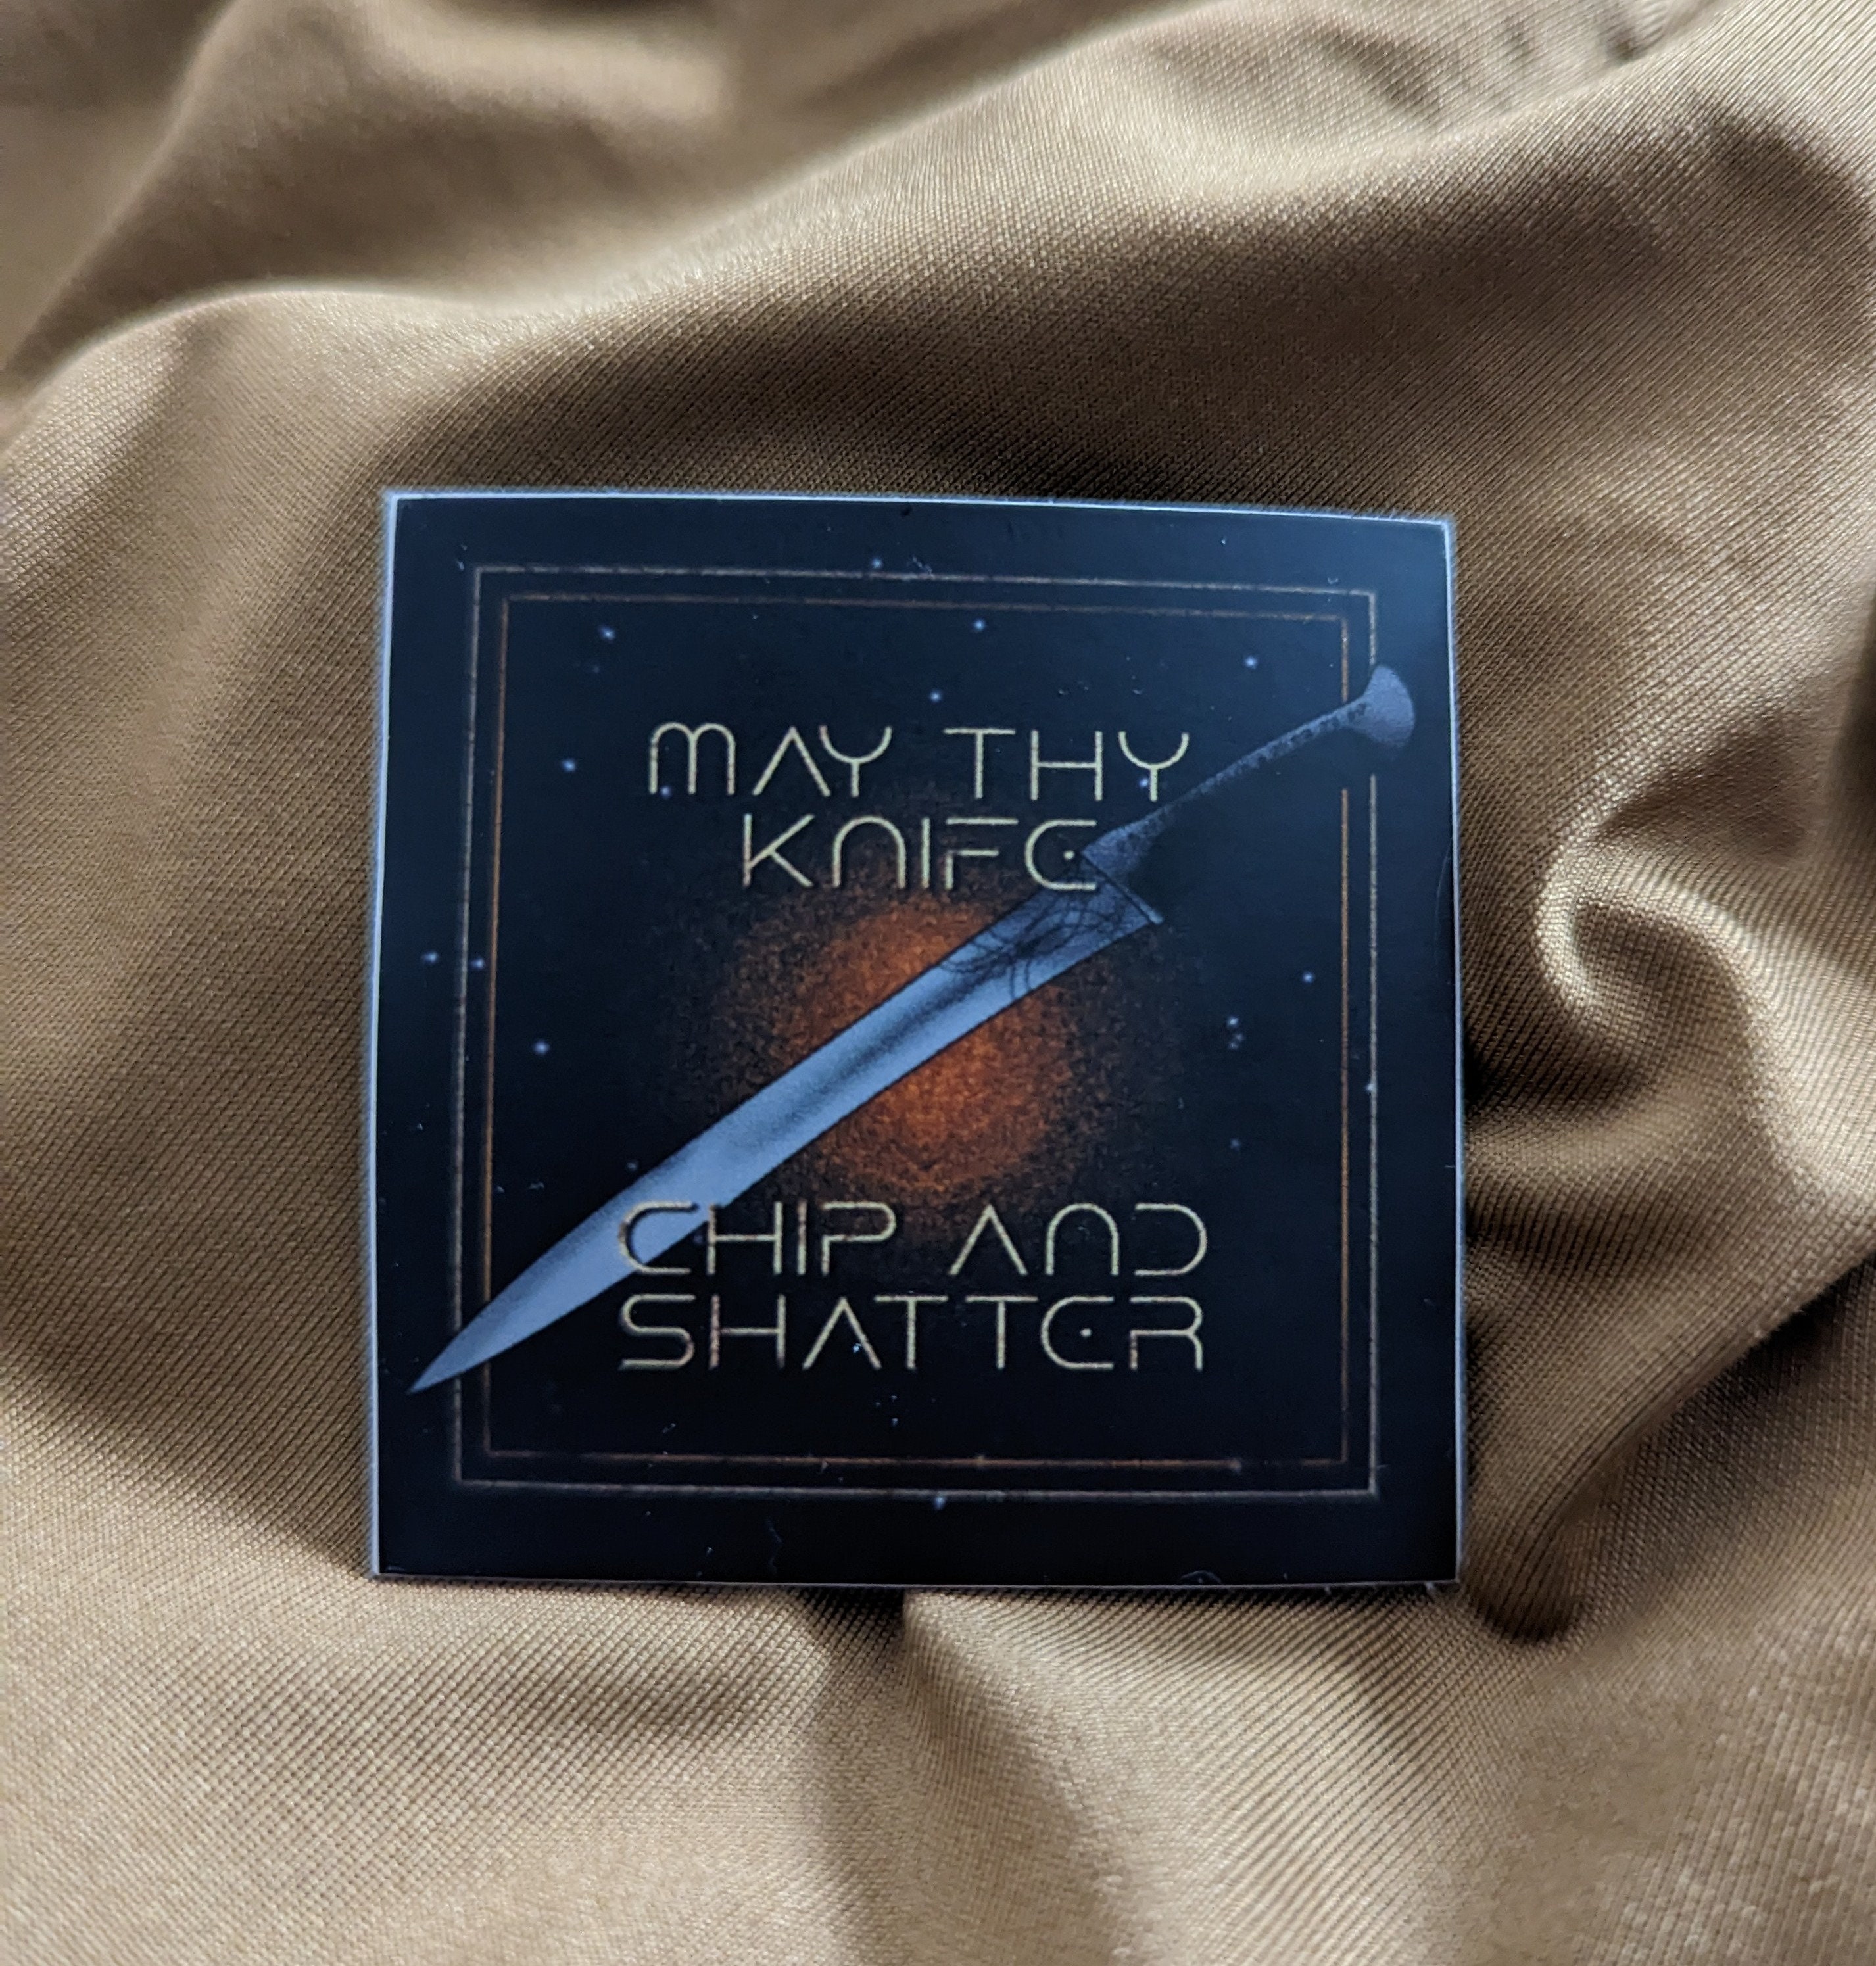 MAY THY
KNIFE
CHIP AND
SHATTER